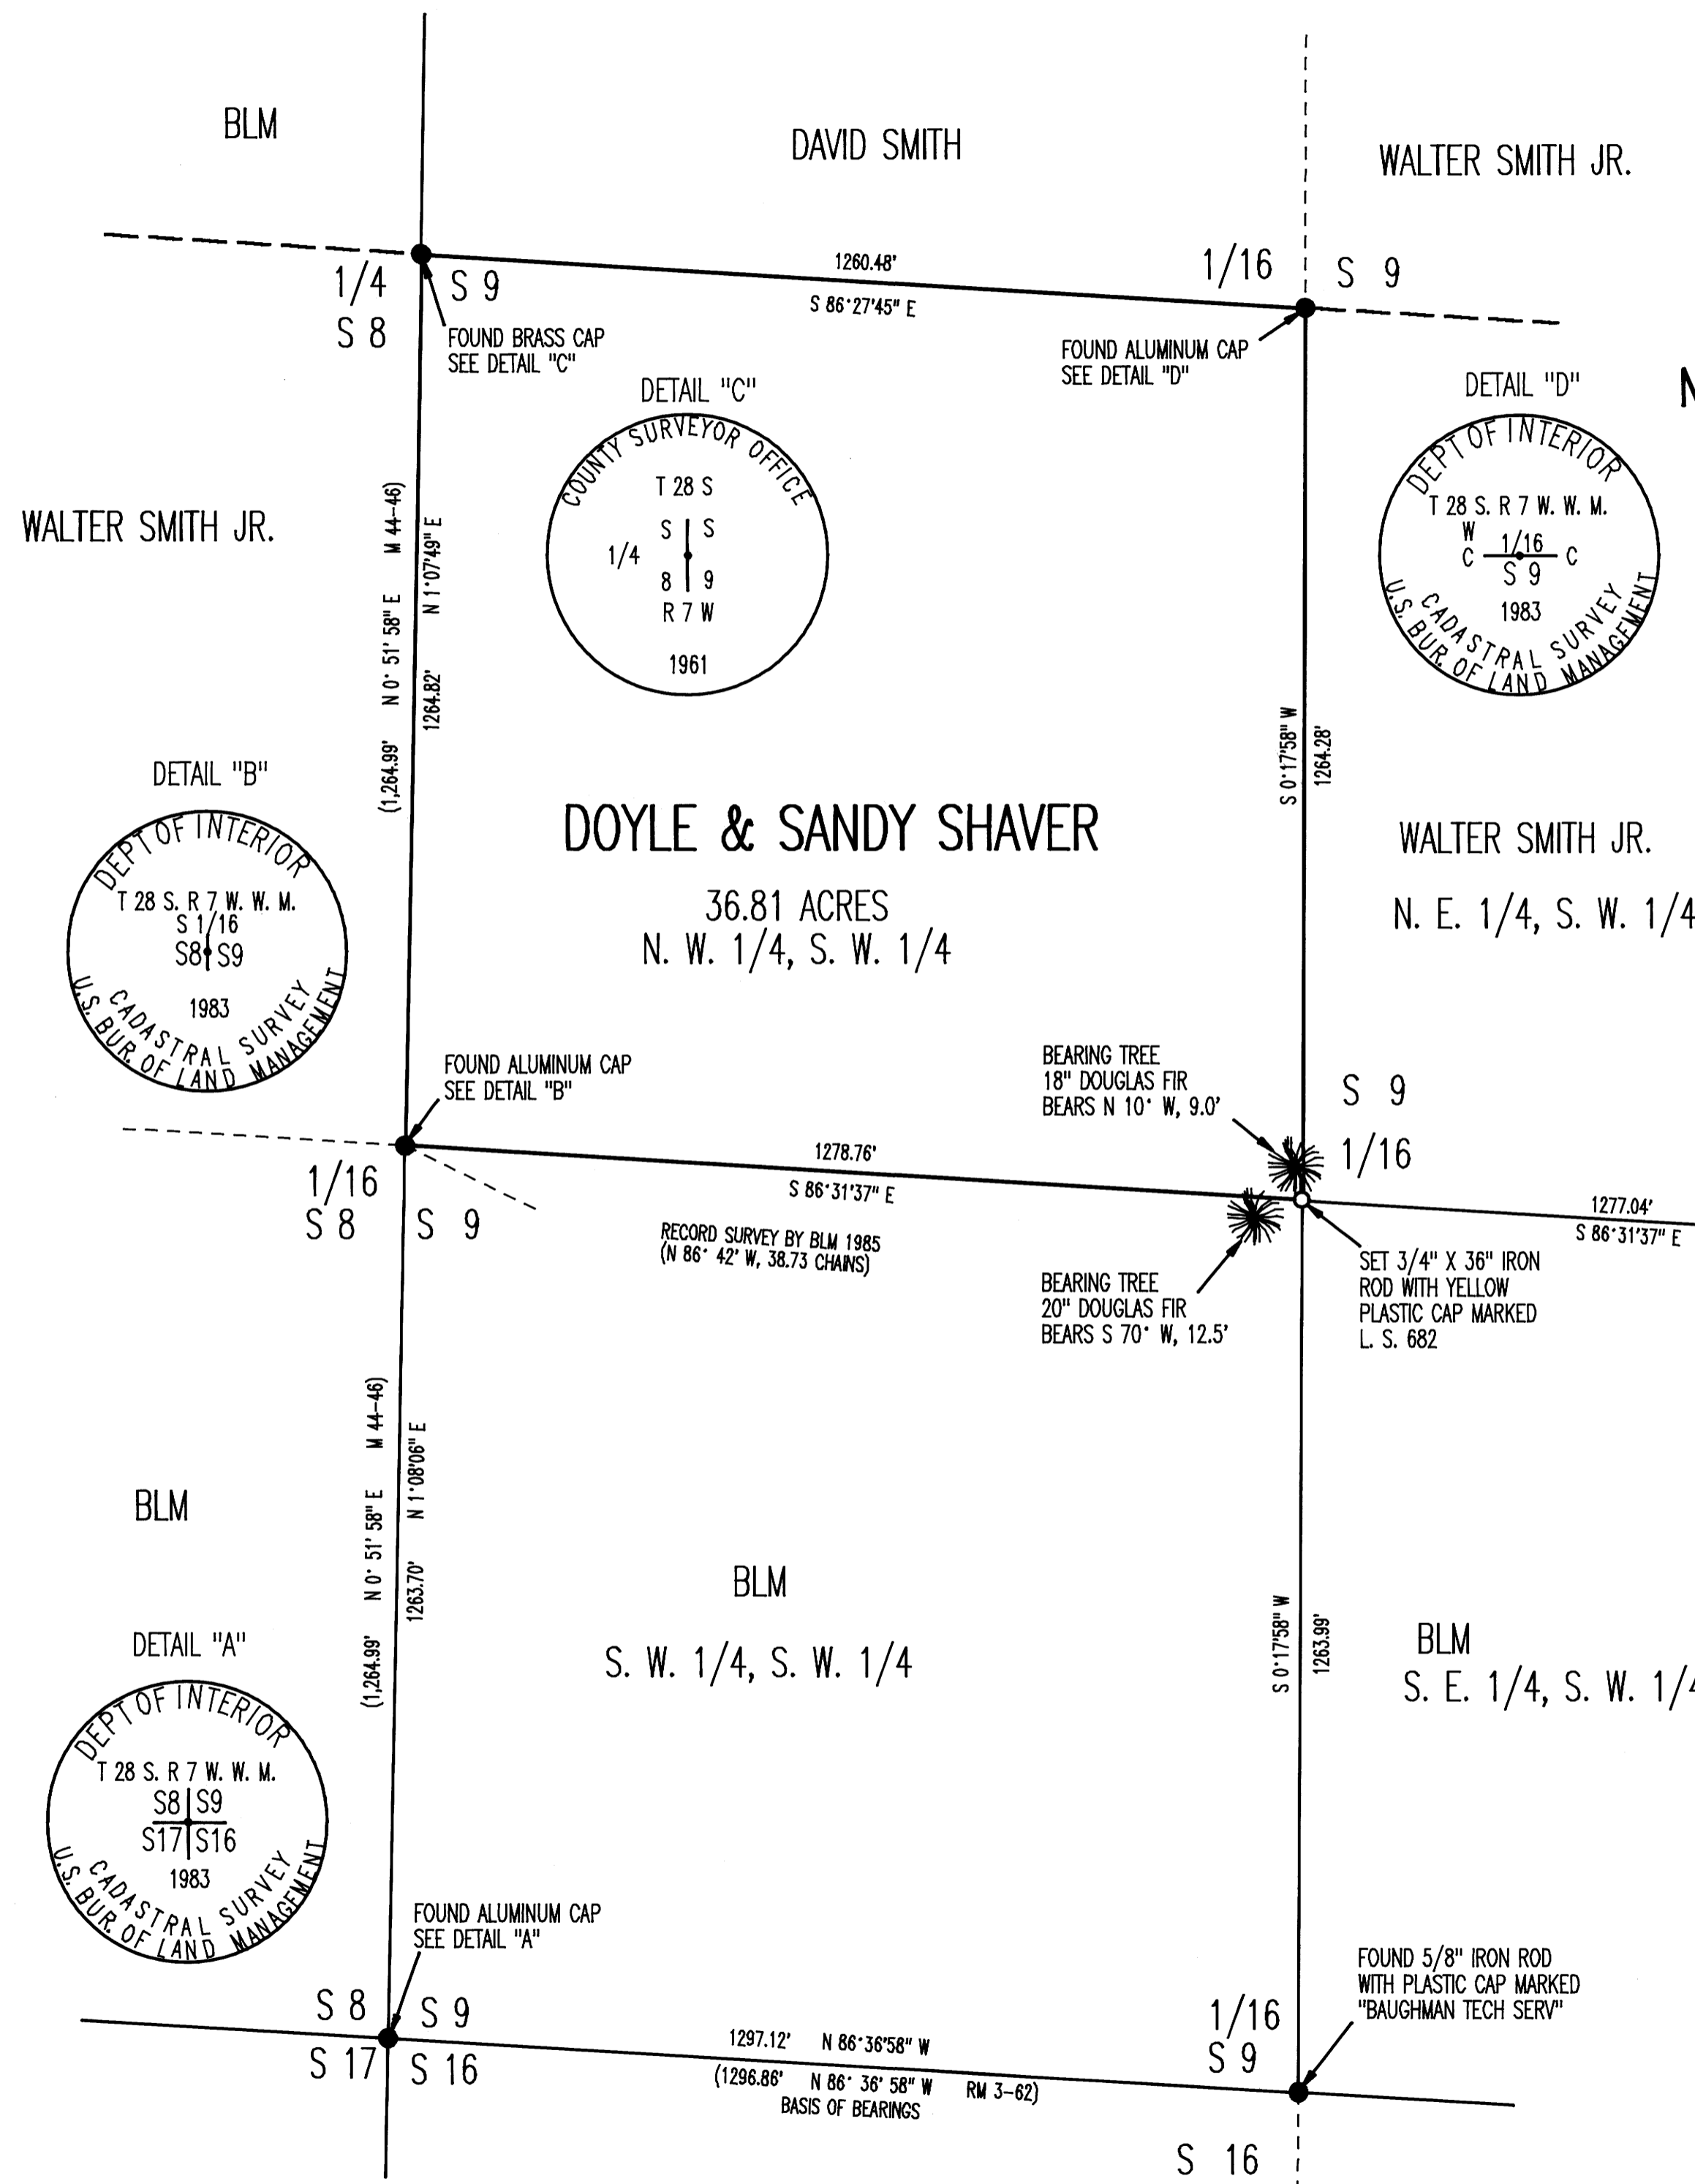 BLM
DAVID SMITH
WALTER SMITH JR.
1260.48'
S 86°27'45" E
1/4
S 9
S 8
1/16
S 9
FOUND BRASS CAP
SEE DETAIL "C"
FOUND ALUMINUM CAP
SEE DETAIL "D"
DETAIL "C"
COUNTY SURVEYOR OFFICE
T 28 S
S S
1/4
8 9
R 7 W
1961
DETAIL "D"
DEPT OF INTERIOR
T 28 S. R 7 W. W. M.
W
C 1/16 C
S 9
1983
CADASTRAL SURVEY
U.S. BUR. OF LAND MANAGEMENT
N
WALTER SMITH JR.
(1,264.99' N 0° 51' 58" E M 44-46)
1264.82' N 1°07'49" E
S 0°17'58" W
1264.28'
DETAIL "B"
DEPT OF INTERIOR
T 28 S. R 7 W. W. M.
S 1/16
S8 S9
1983
CADASTRAL SURVEY
U.S. BUR. OF LAND MANAGEMENT
DOYLE & SANDY SHAVER
36.81 ACRES
N. W. 1/4, S. W. 1/4
WALTER SMITH JR.
N. E. 1/4, S. W. 1/4
FOUND ALUMINUM CAP
SEE DETAIL "B"
BEARING TREE
18" DOUGLAS FIR
BEARS N 10° W, 9.0'
S 9
1/16
1/16
S 8
S 9
1278.76'
S 86°31'37" E
RECORD SURVEY BY BLM 1985
(N 86° 42' W, 38.73 CHAINS)
1277.04'
S 86°31'37" E
BEARING TREE
20" DOUGLAS FIR
BEARS S 70° W, 12.5'
SET 3/4" X 36" IRON
ROD WITH YELLOW
PLASTIC CAP MARKED
L. S. 682
(1,264.99' N 0° 51' 58" E M 44-46)
1263.70' N 1°08'06" E
BLM
BLM
S. W. 1/4, S. W. 1/4
S 0°17'58" W
1263.99'
BLM
S. E. 1/4, S. W. 1/4
DETAIL "A"
DEPT OF INTERIOR
T 28 S. R 7 W. W. M.
S8 S9
S17 S16
1983
CADASTRAL SURVEY
U.S. BUR. OF LAND MANAGEMENT
FOUND ALUMINUM CAP
SEE DETAIL "A"
FOUND 5/8" IRON ROD
WITH PLASTIC CAP MARKED
"BAUGHMAN TECH SERV"
S 8
S 9
S 17
S 16
1297.12' N 86°36'58" W
(1296.86' N 86° 36' 58" W RM 3-62)
BASIS OF BEARINGS
1/16
S 9
S 16